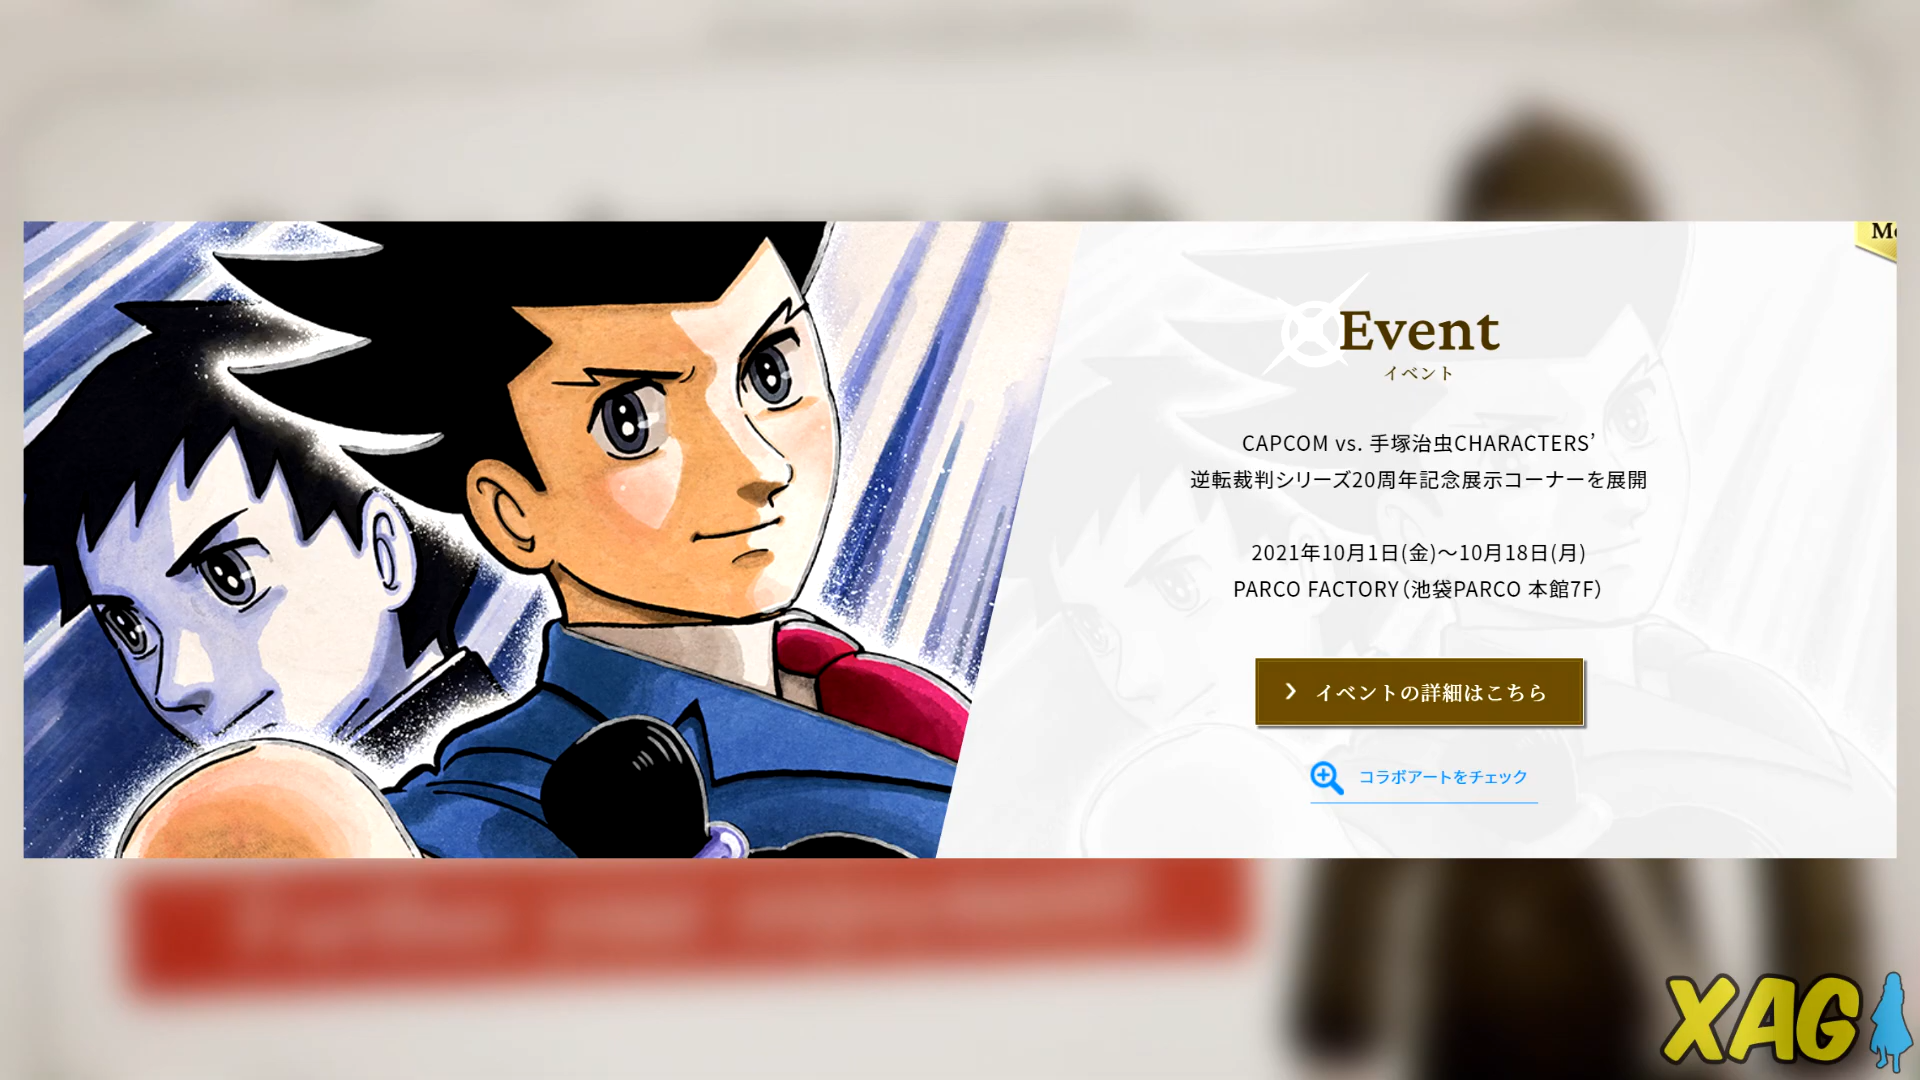 Event
イベント
CAPCOM vs. 手塚治虫CHARACTERS’
逆転裁判シリーズ20周年記念展示コーナーを展開
2021年10月1日(金)～10月18日(月)
PARCO FACTORY（池袋PARCO 本館7F）
イベントの詳細はこちら
コラボアートをチェック
XAG